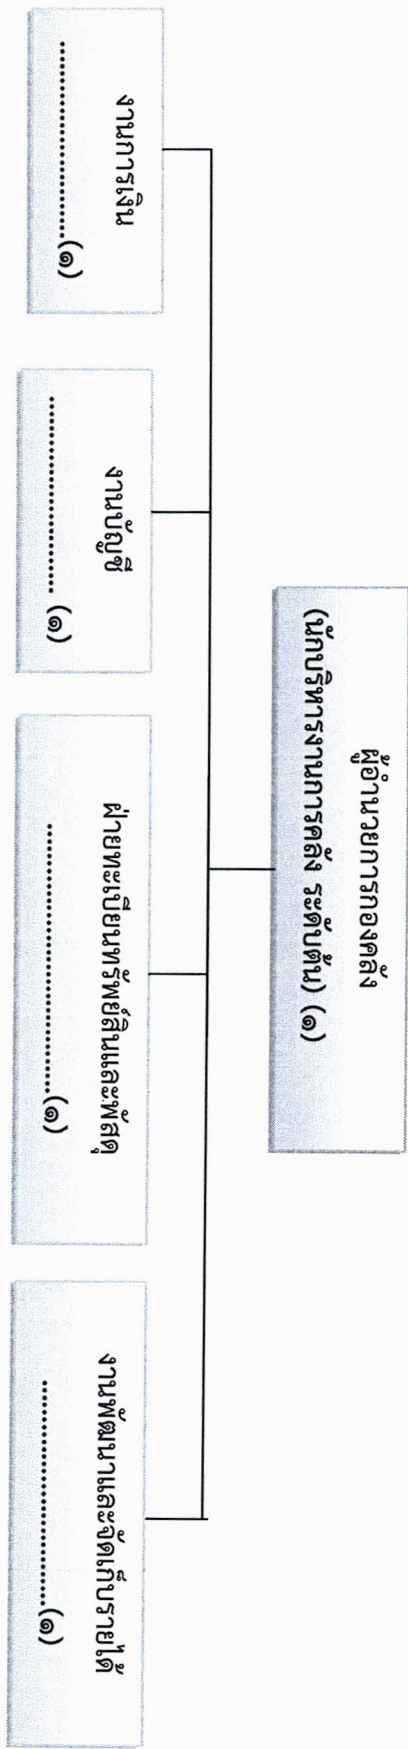 ผู้อำนวยการกองคลัง
(นักบริหารงานการคลัง ระดับต้น) (๑)
งานการเงิน
................................(๑)
งานบัญชี
............................ (๑)
ฝ่ายทะเบียนทรัพย์สินและพัสดุ
........................................(๑)
งานพัฒนาและจัดเก็บรายได้
................................(๑)